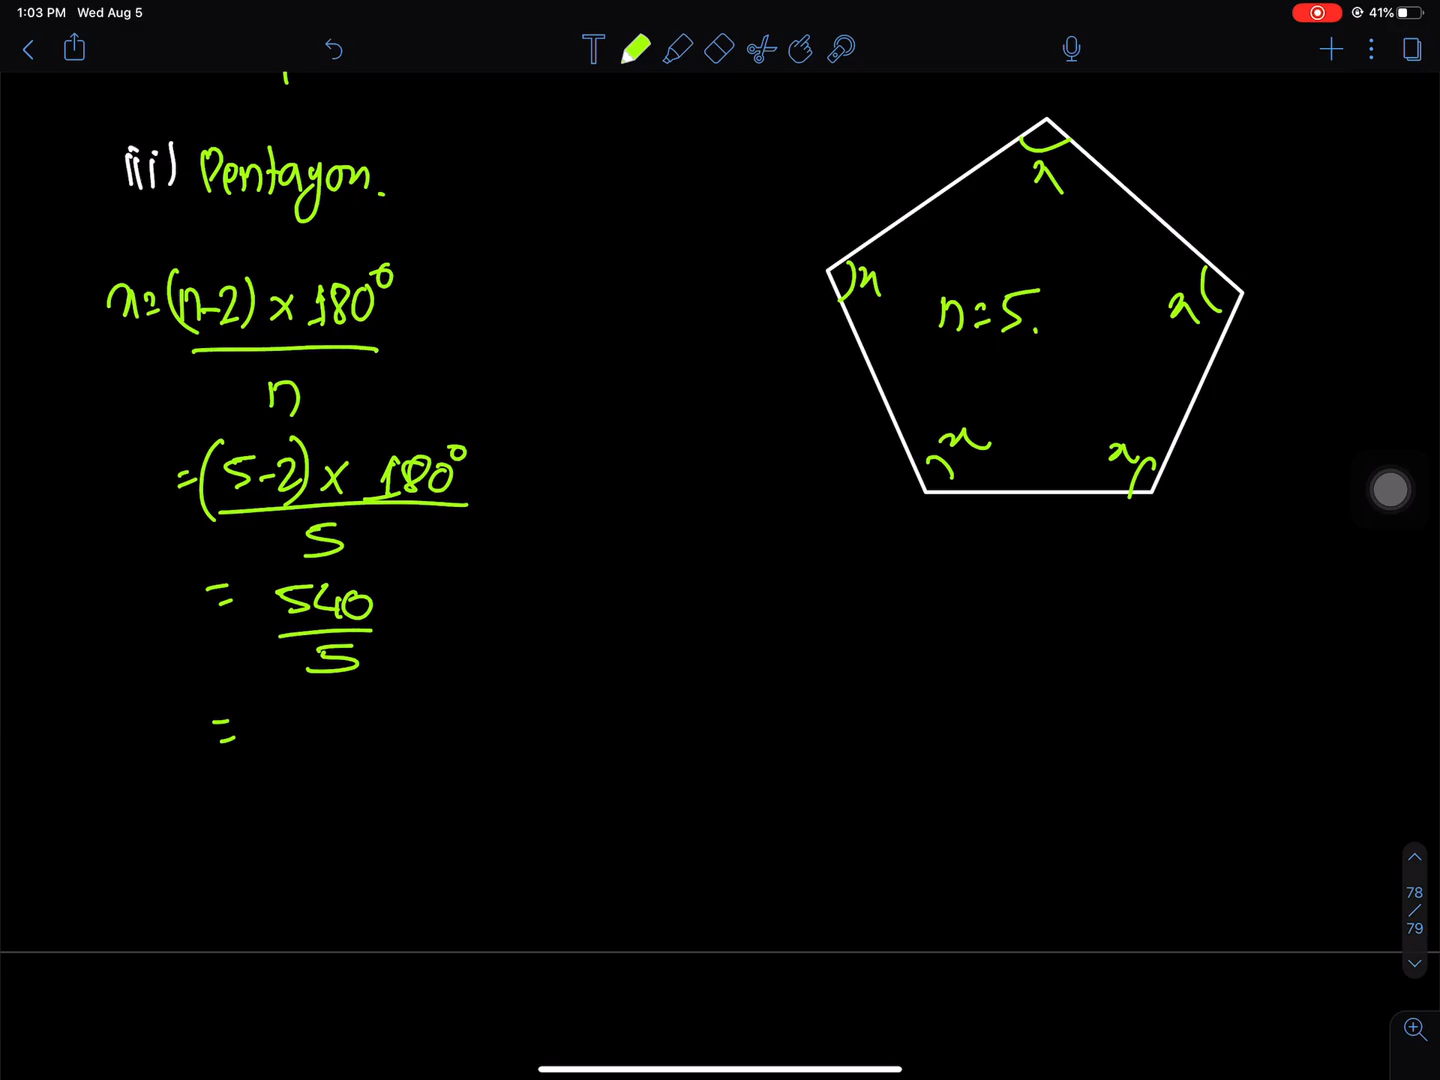 1:03 PM Wed Aug 5
41%
T
iii) Pentagon.
x = (n-2) × 180°
n
= (5-2) × 180°
5
= 540
5
=
x
x
n = 5.
x
x
x
78
/
79